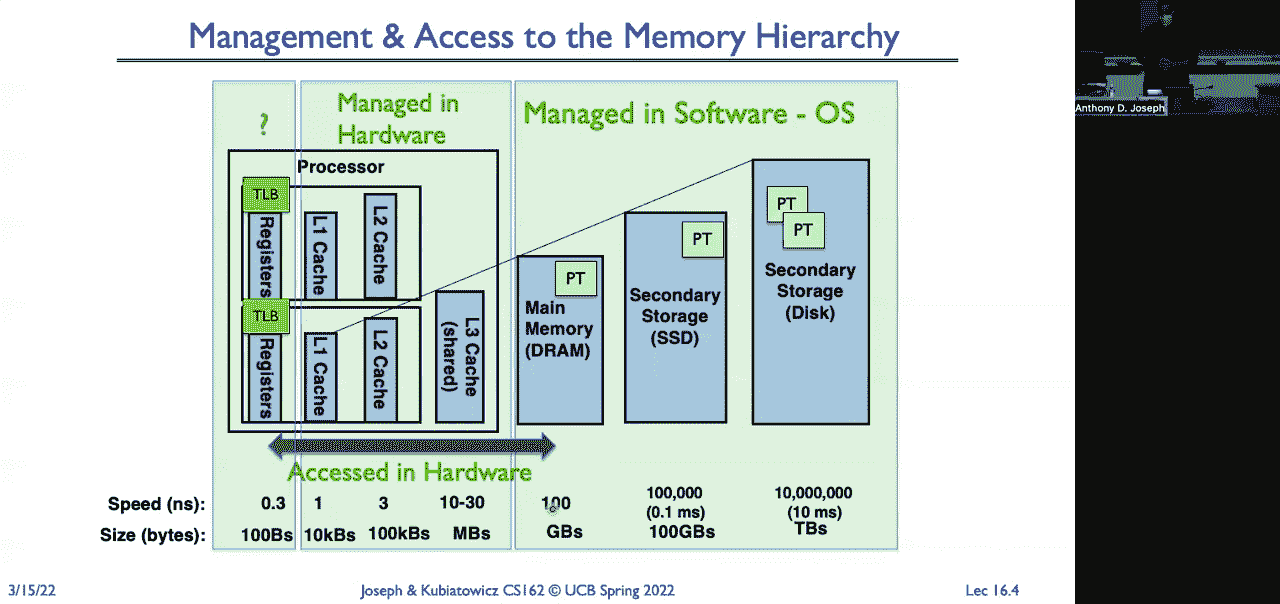 Management & Access to the Memory Hierarchy
Anthony D. Joseph
?
Managed in
Hardware
Managed in Software - OS
Processor
TLB
Registers
L1 Cache
L2 Cache
TLB
Registers
L1 Cache
L2 Cache
L3 Cache
(shared)
PT
Main
Memory
(DRAM)
PT
Secondary
Storage
(SSD)
PT
PT
Secondary
Storage
(Disk)
Accessed in Hardware
Speed (ns): 0.3 1 3 10-30 100 100,000 (0.1 ms) 10,000,000 (10 ms)
Size (bytes): 100Bs 10kBs 100kBs MBs GBs 100GBs TBs
3/15/22 Joseph & Kubiatowicz CS162 © UCB Spring 2022 Lec 16.4